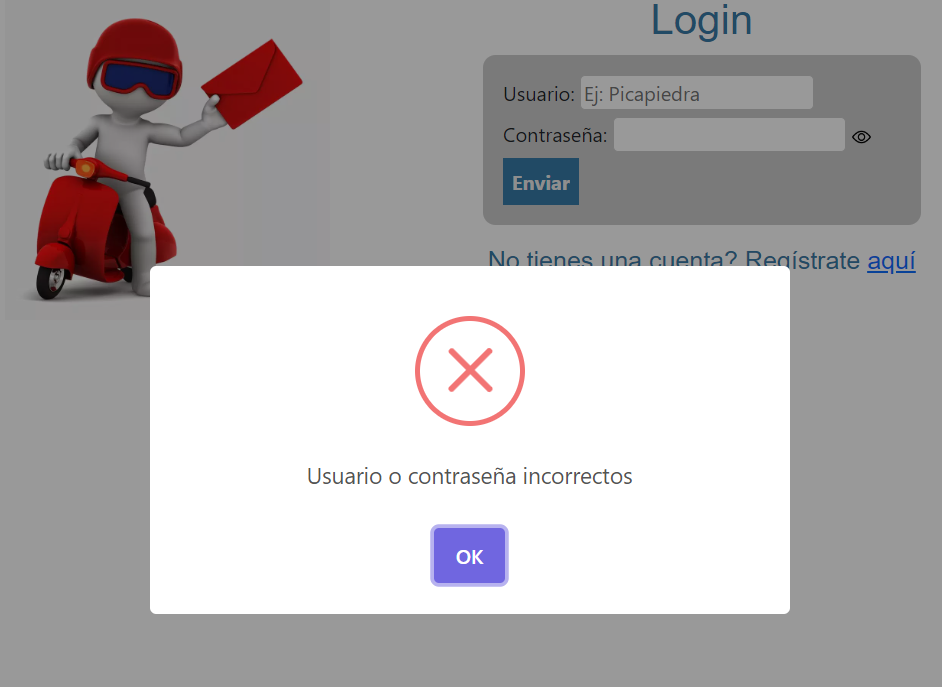 Login
Usuario: Ej: Picapiedra
Contraseña:
Enviar
No tienes una cuenta? Regístrate aquí
Usuario o contraseña incorrectos
OK